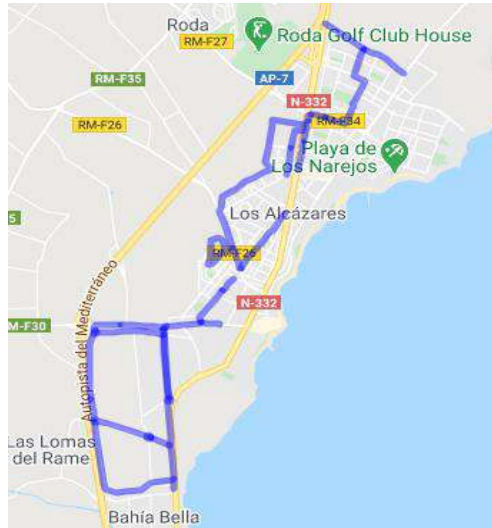 Roda
RM-F27
Roda Golf Club House
RM-F35
AP-7
N-332
RM-F26
RM-F34
Playa de
Los Narejos
Los Alcázares
RM-F26
Autopista del Mediterráneo
N-332
M-F30
Las Lomas
del Rame
Bahía Bella